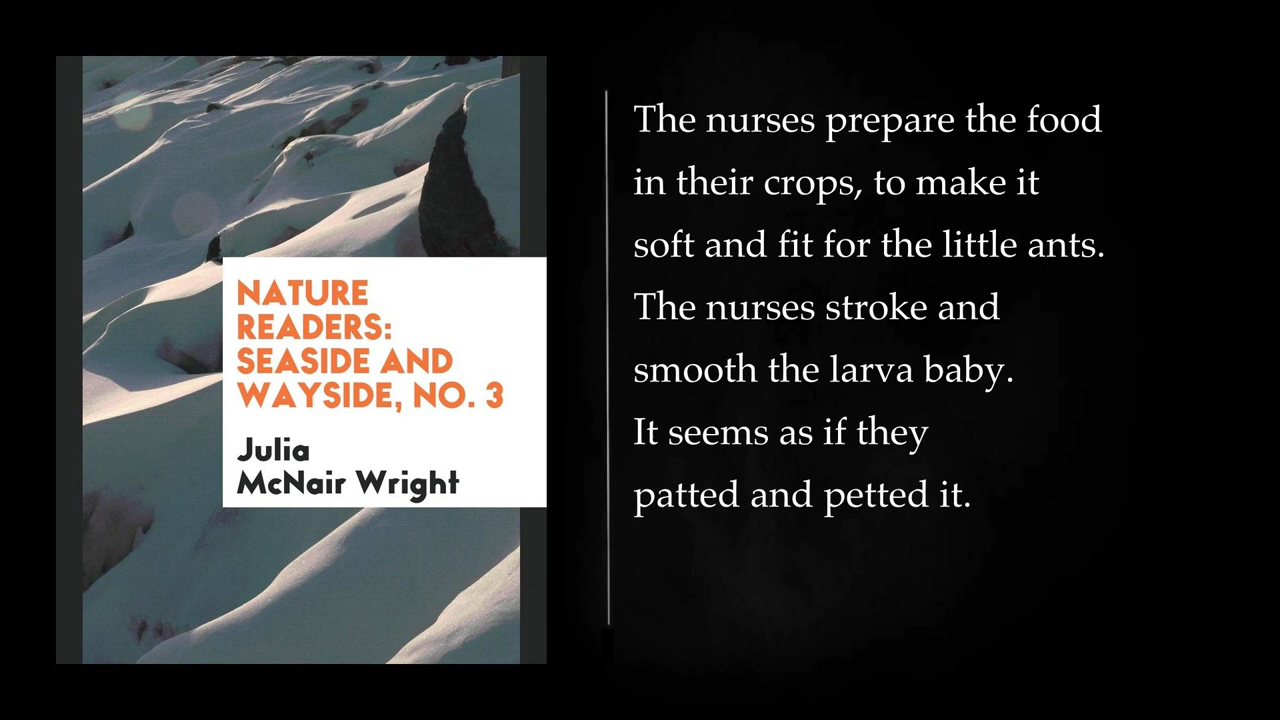 NATURE
READERS:
SEASIDE AND
WAYSIDE, NO. 3
Julia
McNair Wright
The nurses prepare the food
in their crops, to make it
soft and fit for the little ants.
The nurses stroke and
smooth the larva baby.
It seems as if they
patted and petted it.